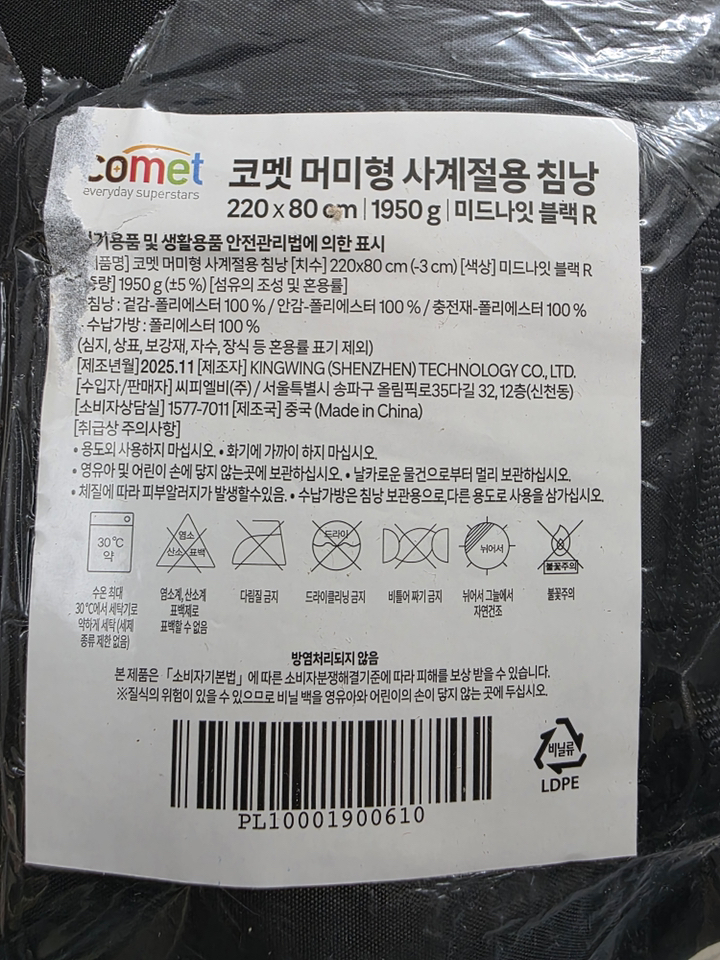 comet
everyday superstars
코멧 머미형 사계절용 침낭
220 x 80 cm | 1950 g | 미드나잇 블랙 R
및 생활용품 안전관리법에 의한 표시
코멧 머미형 사계절용 침낭 [치수] 220x80 cm (-3 cm) [색상] 미드나잇 블랙 R
1950 g (±5 %) [섬유의 조성 및 혼용률]
침낭 : 겉감-폴리에스터 100 % / 안감-폴리에스터 100 % / 충전재-폴리에스터 100 %
수납가방 : 폴리에스터 100 %
(심지, 상표, 보강재, 자수, 장식 등 혼용률 표기 제외)
[제조년월] 2025.11 [제조자] KINGWING (SHENZHEN) TECHNOLOGY CO., LTD.
[수입자/판매자] 씨피엘비(주) / 서울특별시 송파구 올림픽로35다길 32, 12층(신천동)
[소비자상담실] 1577-7011 [제조국] 중국 (Made in China)
[취급상 주의사항]
• 용도외 사용하지 마십시오. • 화기에 가까이 하지 마십시오.
• 영유아 및 어린이 손에 닿지 않는곳에 보관하십시오. • 날카로운 물건으로부터 멀리 보관하십시오.
• 체질에 따라 피부알러지가 발생할수있음. • 수납가방은 침낭 보관용으로,다른 용도로 사용을 삼가십시오.
30 ℃
약
염소
산소 표백
드라이
뉘어서
불꽃주의
수온 최대
30 ℃에서 세탁기로
약하게 세탁 (세제
종류 제한 없음)
염소계, 산소계
표백제로
표백할 수 없음
다림질 금지
드라이클리닝 금지
비틀어 짜기 금지
뉘어서 그늘에서
자연건조
불꽃주의
방염처리되지 않음
본 제품은 「소비자기본법」에 따른 소비자분쟁해결기준에 따라 피해를 보상 받을 수 있습니다.
※질식의 위험이 있을 수 있으므로 비닐 백을 영유아와 어린이의 손이 닿지 않는 곳에 두십시오.
PL10001900610
비닐류
LDPE